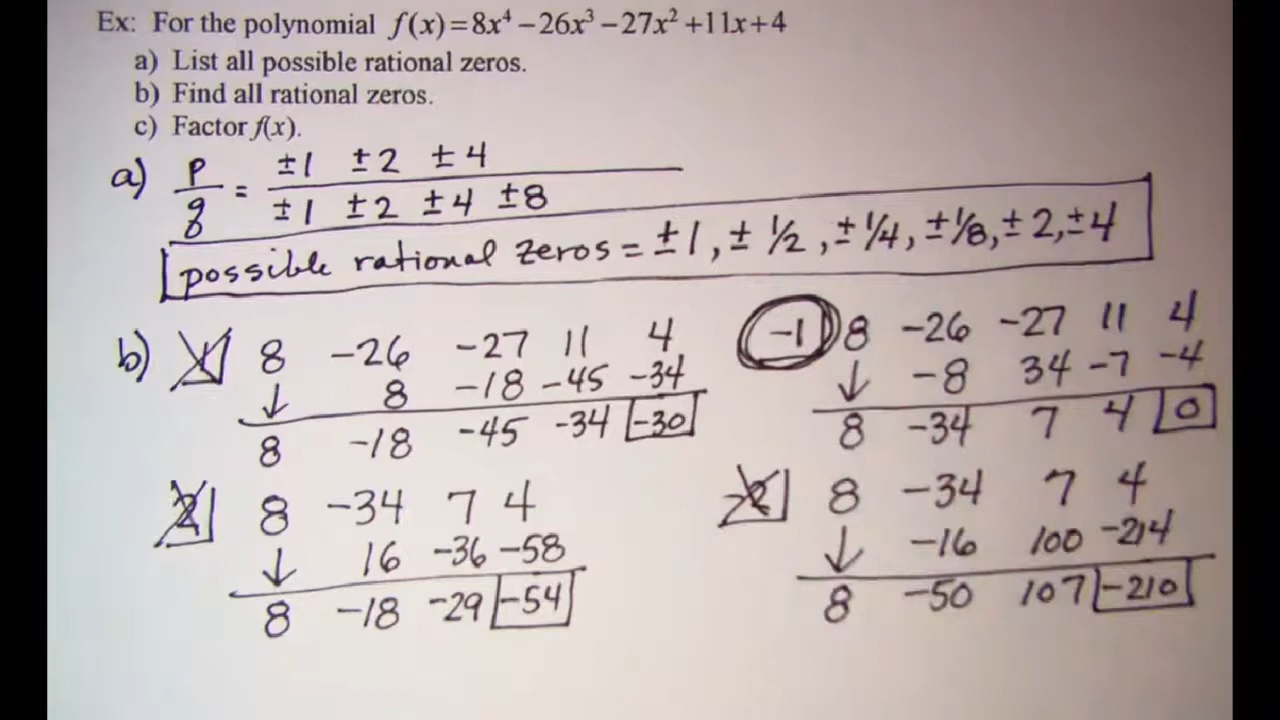 Ex: For the polynomial f(x)=8x⁴−26x³−27x²+11x+4
a) List all possible rational zeros.
b) Find all rational zeros.
c) Factor f(x).
a) p/q = ±1 ±2 ±4 / ±1 ±2 ±4 ±8
possible rational zeros = ±1, ± 1/2, ± 1/4, ± 1/8, ± 2, ± 4
b) 1 8 -26 -27 11 4
↓ 8 -18 -45 -34
8 -18 -45 -34 -30
-1 8 -26 -27 11 4
↓ -8 34 -7 -4
8 -34 7 4 0
2 8 -34 7 4
↓ 16 -36 -58
8 -18 -29 -54
-2 8 -34 7 4
↓ -16 100 -214
8 -50 107 -210